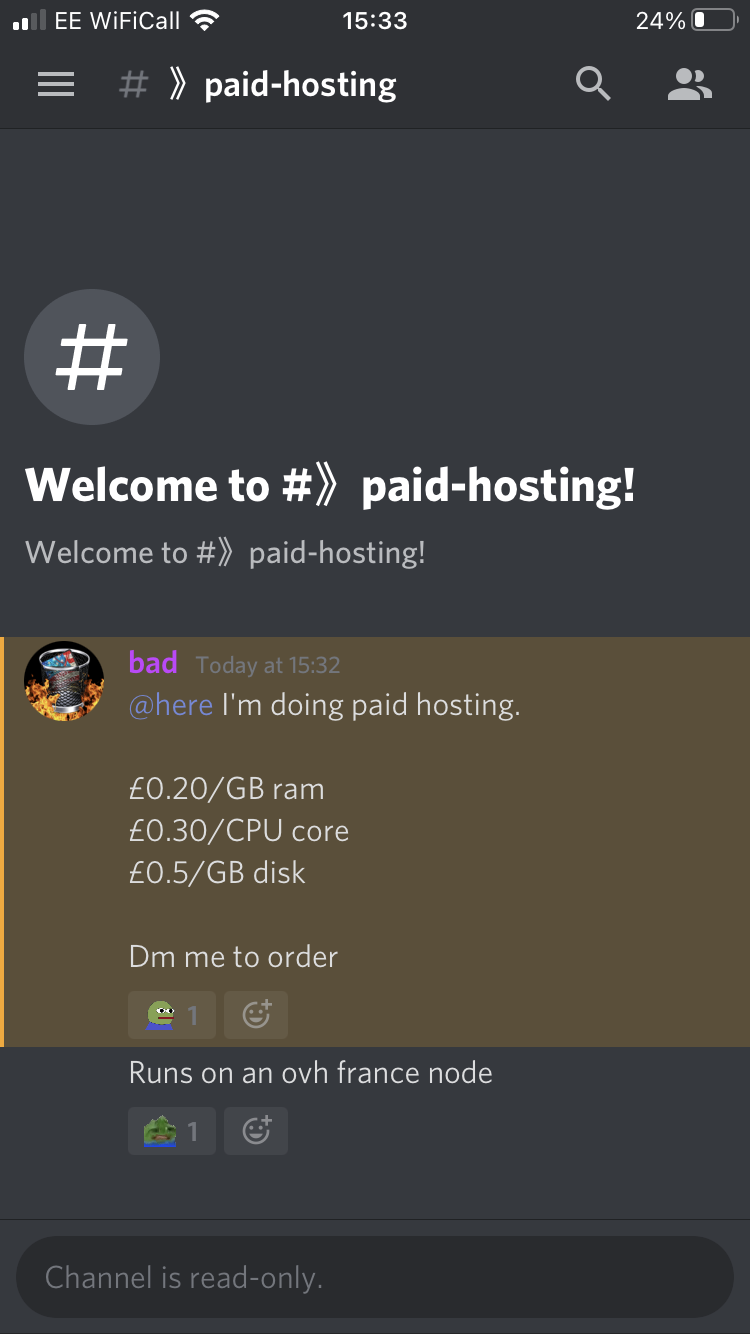 EE WiFiCall 15:33 24%
# 》paid-hosting
#
Welcome to #》paid-hosting!
Welcome to #》paid-hosting!
bad Today at 15:32
@here I'm doing paid hosting.
£0.20/GB ram
£0.30/CPU core
£0.5/GB disk
Dm me to order
1
Runs on an ovh france node
1
Channel is read-only.